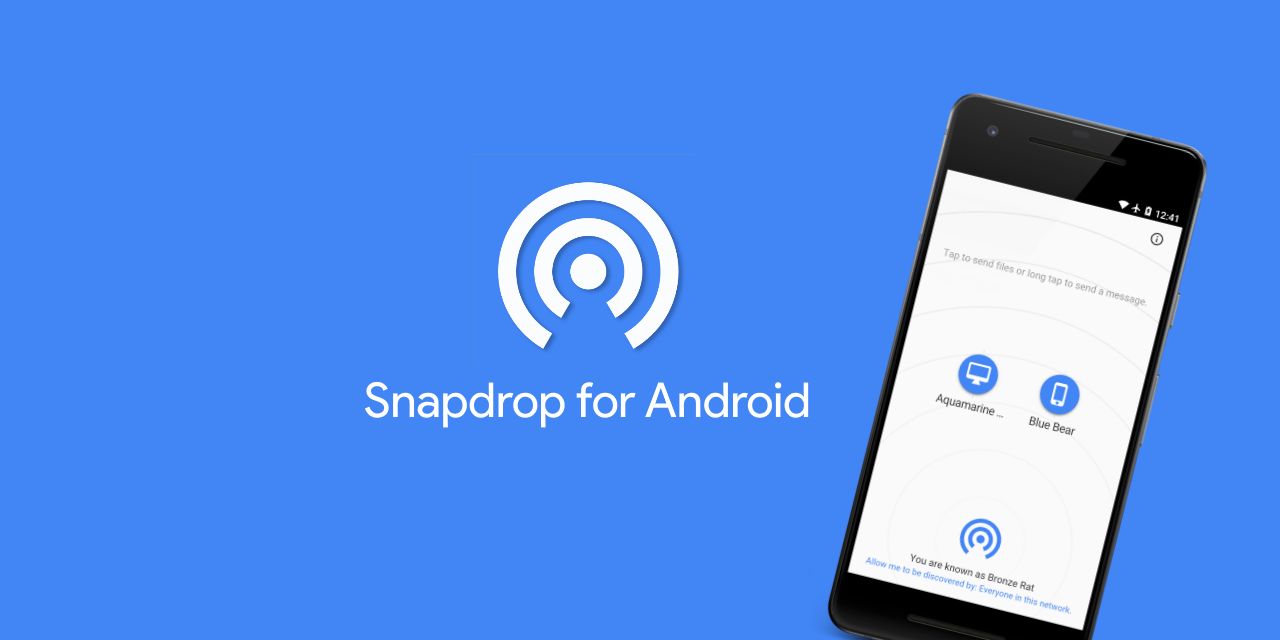 Snapdrop for Android
12:41
Tap to send files or long tap to send a message.
Aquamarine ...
Blue Bear
You are known as Bronze Rat
Allow me to be discovered by: Everyone in this network.